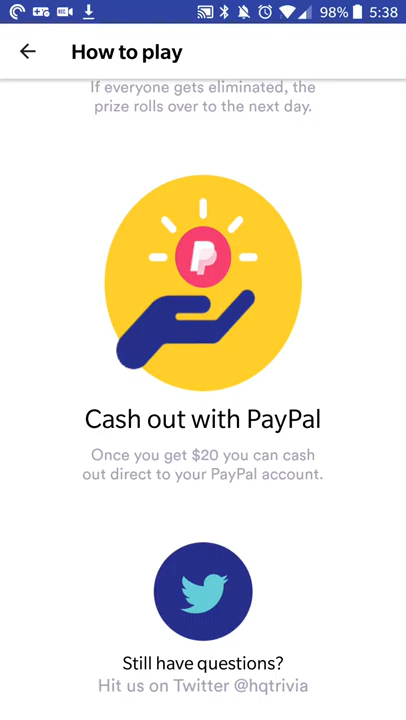 98% 5:38
How to play
If everyone gets eliminated, the
prize rolls over to the next day.
Cash out with PayPal
Once you get $20 you can cash
out direct to your PayPal account.
Still have questions?
Hit us on Twitter @hqtrivia